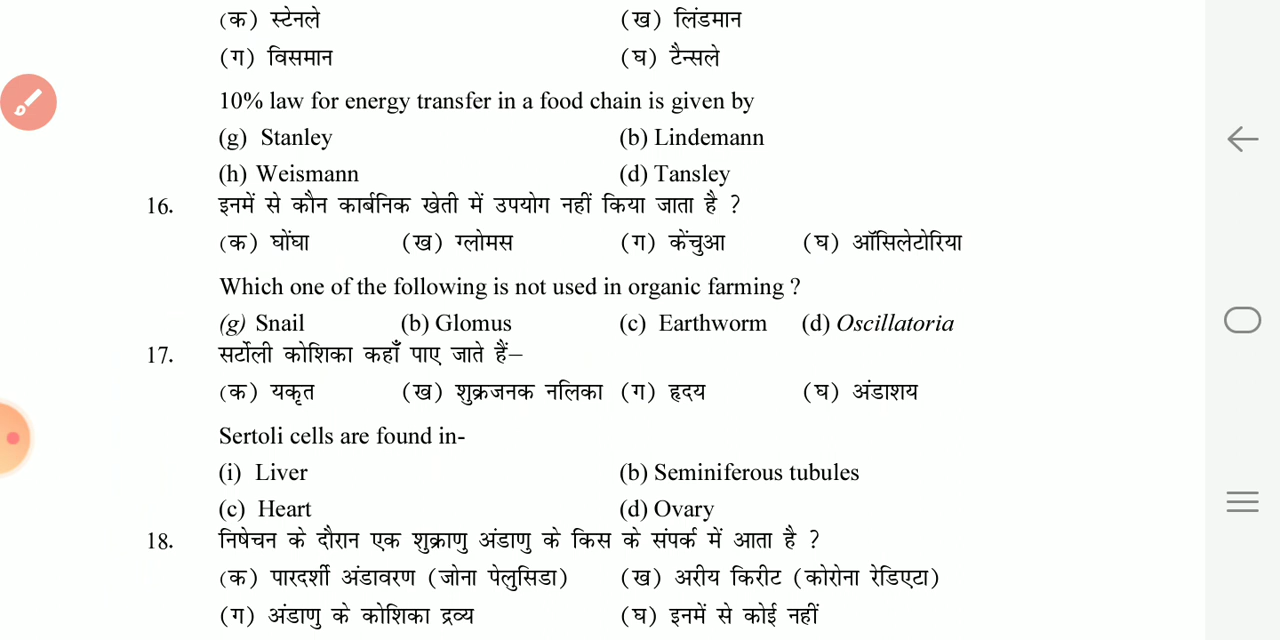 (क) स्टेनले (ख) लिंडमान
(ग) विसमान (घ) टैन्सले
10% law for energy transfer in a food chain is given by
(g) Stanley (b) Lindemann
(h) Weismann (d) Tansley
16. इनमें से कौन कार्बनिक खेती में उपयोग नहीं किया जाता है ?
(क) घोंघा (ख) ग्लोमस (ग) केंचुआ (घ) ऑसिलेटोरिया
Which one of the following is not used in organic farming ?
(g) Snail (b) Glomus (c) Earthworm (d) Oscillatoria
17. सर्टोली कोशिका कहाँ पाए जाते हैं–
(क) यकृत (ख) शुक्रजनक नलिका (ग) हृदय (घ) अंडाशय
Sertoli cells are found in-
(i) Liver (b) Seminiferous tubules
(c) Heart (d) Ovary
18. निषेचन के दौरान एक शुक्राणु अंडाणु के किस के संपर्क में आता है ?
(क) पारदर्शी अंडावरण (जोना पेलुसिडा) (ख) अरीय किरीट (कोरोना रेडिएटा)
(ग) अंडाणु के कोशिका द्रव्य (घ) इनमें से कोई नहीं